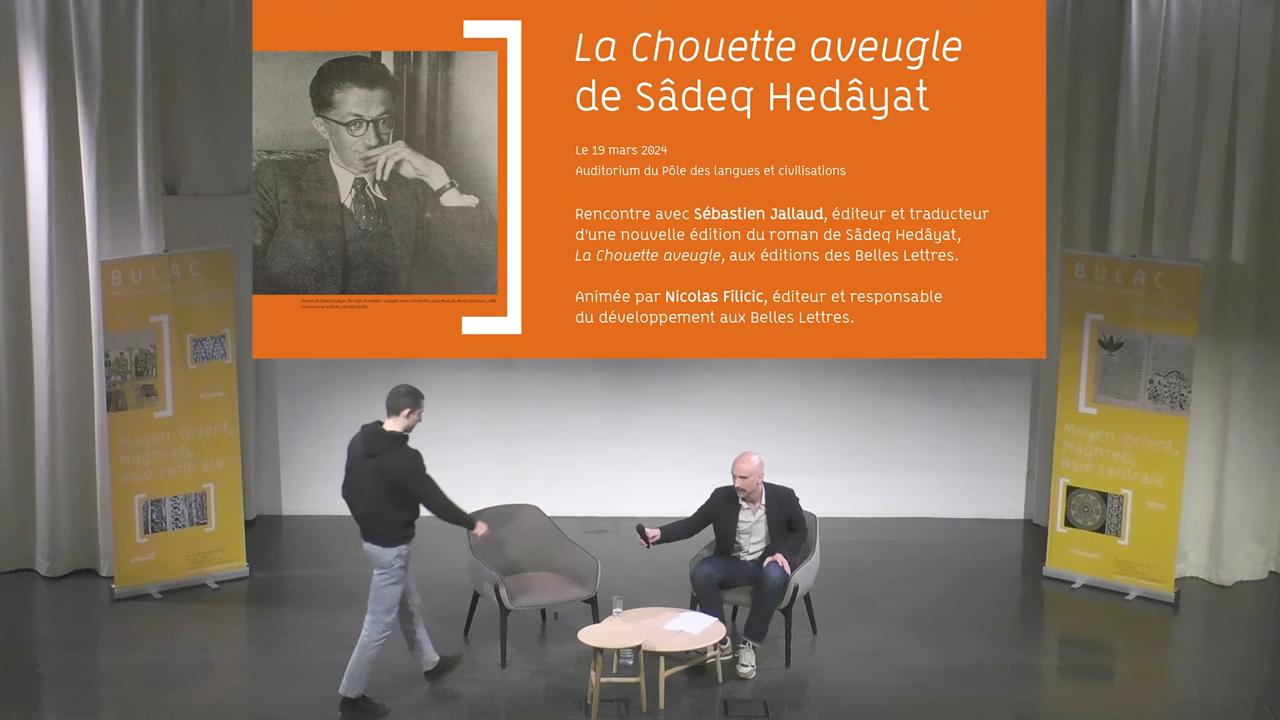 La Chouette aveugle
de Sâdeq Hedâyat
Le 19 mars 2024
Auditorium du Pôle des langues et civilisations
Rencontre avec Sébastien Jallaud, éditeur et traducteur
d'une nouvelle édition du roman de Sâdeq Hedâyat,
La Chouette aveugle, aux éditions des Belles Lettres.
Animée par Nicolas Filicic, éditeur et responsable
du développement aux Belles Lettres.
BULAC
Moyen-Orient,
Maghreb,
Asie centrale
BULAC
Moyen-Orient,
Maghreb,
Asie centrale